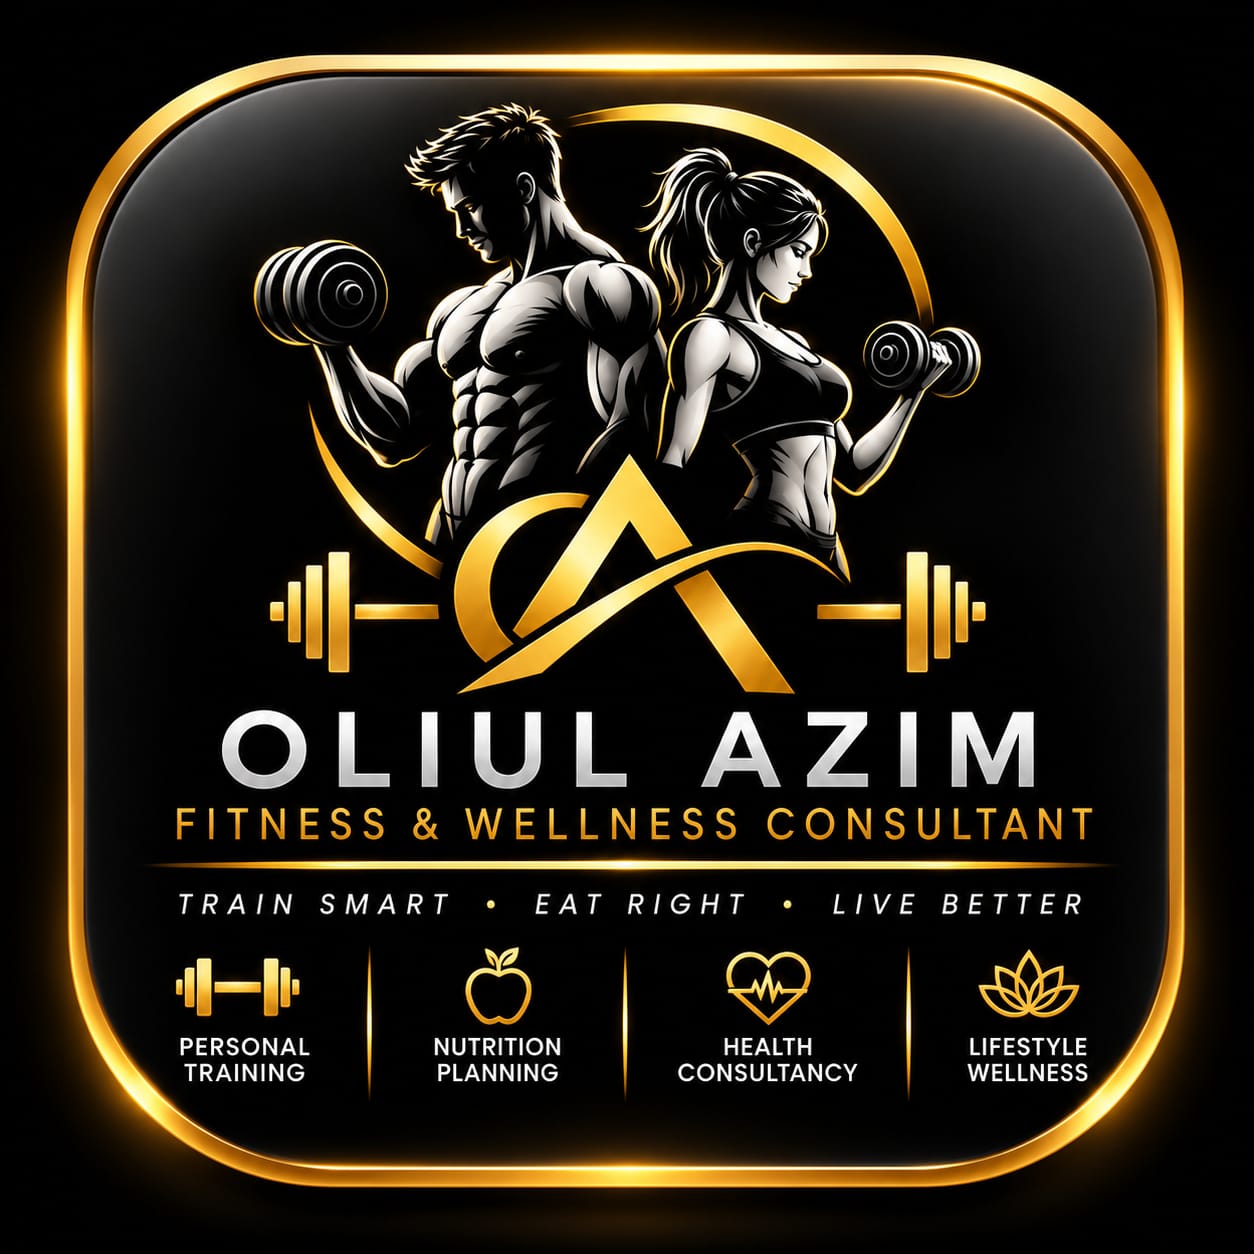 OLIUL AZIM
FITNESS & WELLNESS CONSULTANT
TRAIN SMART • EAT RIGHT • LIVE BETTER
PERSONAL
TRAINING
NUTRITION
PLANNING
HEALTH
CONSULTANCY
LIFESTYLE
WELLNESS